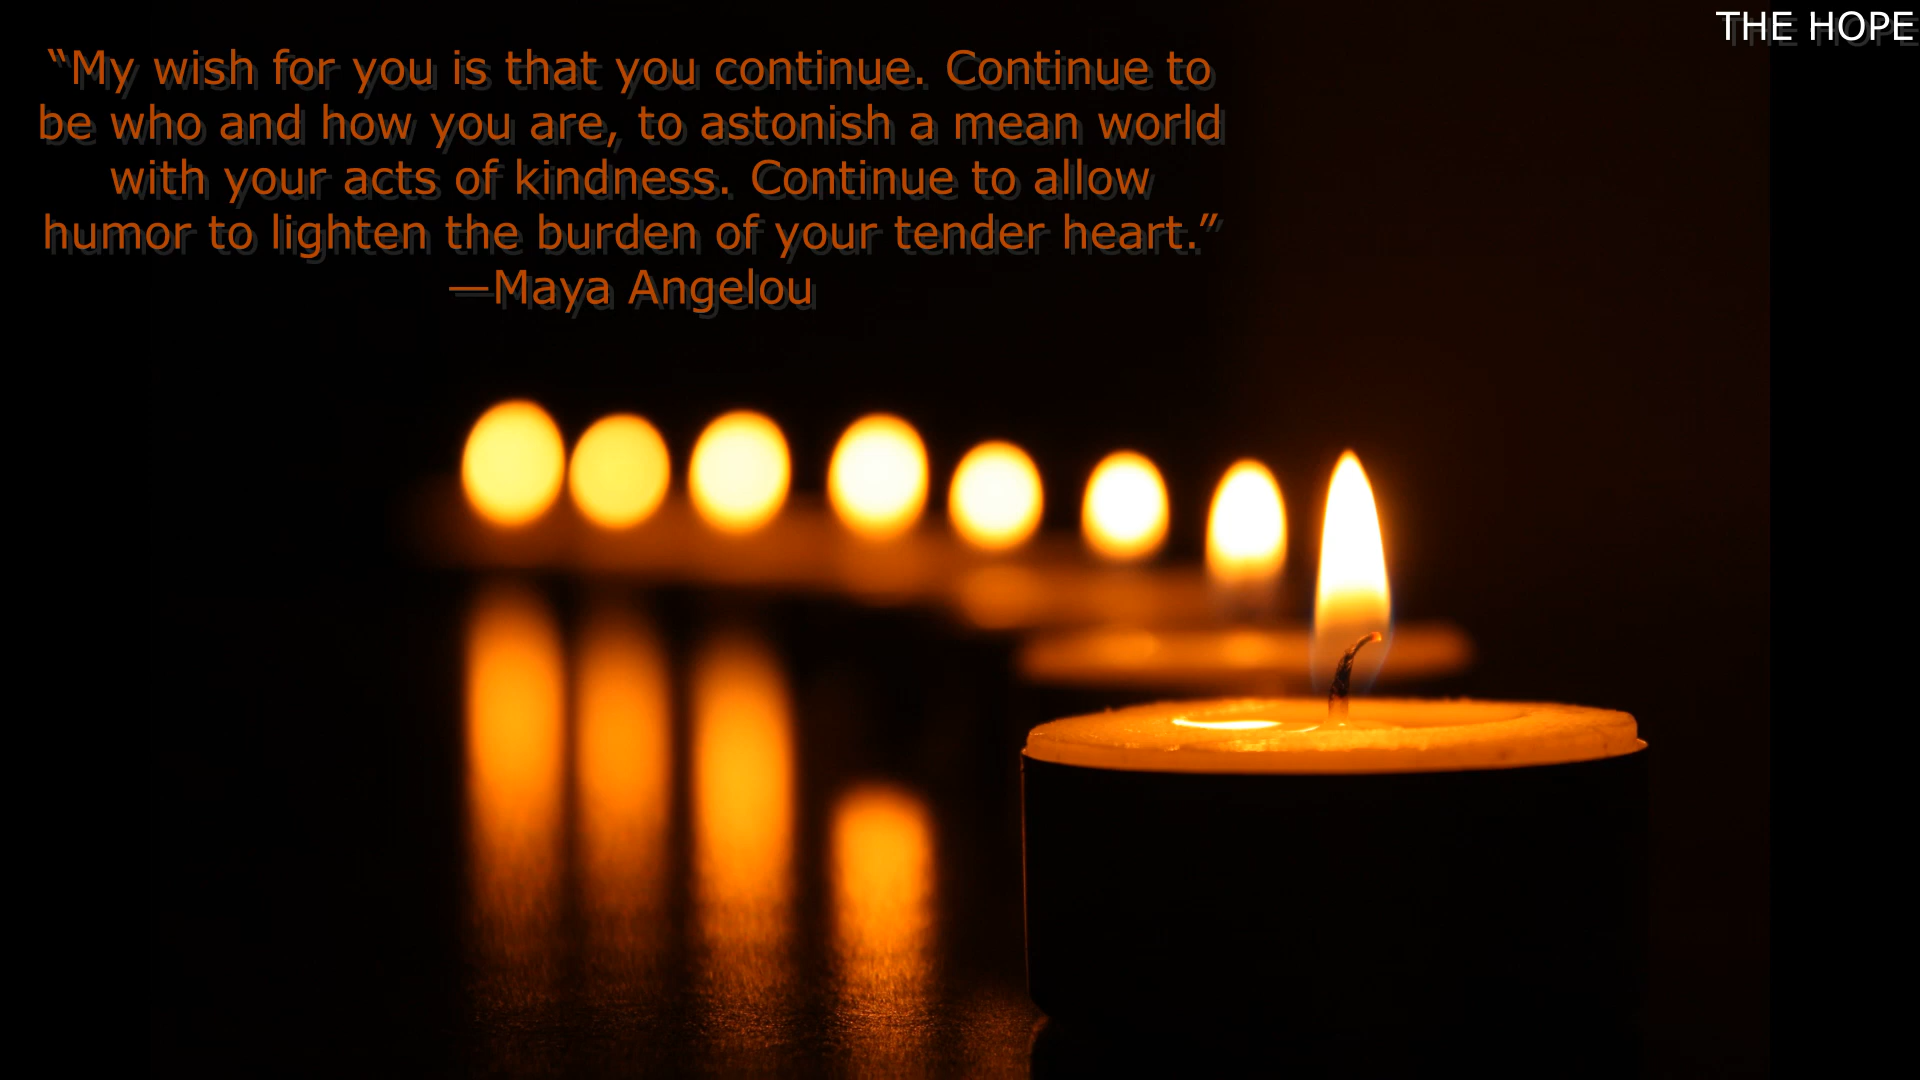 THE HOPE
“My wish for you is that you continue. Continue to
be who and how you are, to astonish a mean world
with your acts of kindness. Continue to allow
humor to lighten the burden of your tender heart.”
—Maya Angelou